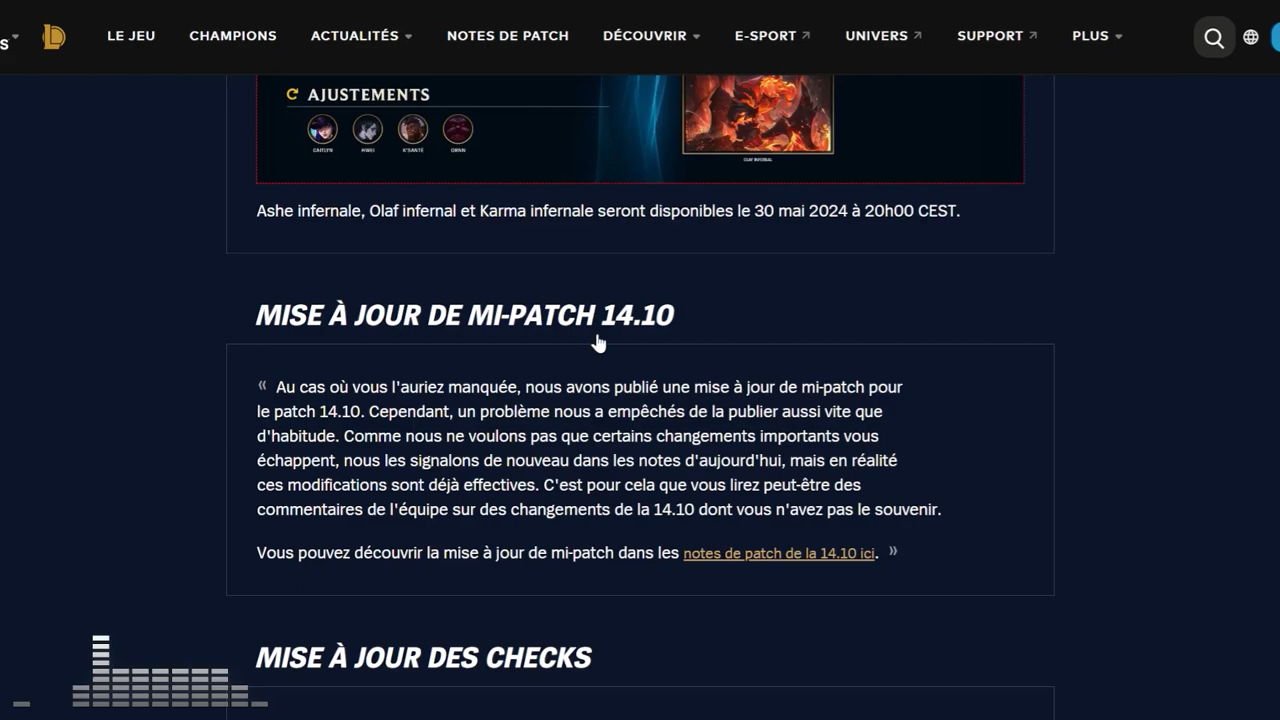 S
LE JEU
CHAMPIONS
ACTUALITÉS
NOTES DE PATCH
DÉCOUVRIR
E-SPORT
UNIVERS
SUPPORT
PLUS
AJUSTEMENTS
CAITLYN
HWEI
K'SANTÉ
ORNN
OLAF INFERNAL
Ashe infernale, Olaf infernal et Karma infernale seront disponibles le 30 mai 2024 à 20h00 CEST.
MISE À JOUR DE MI-PATCH 14.10
« Au cas où vous l'auriez manquée, nous avons publié une mise à jour de mi-patch pour
le patch 14.10. Cependant, un problème nous a empêchés de la publier aussi vite que
d'habitude. Comme nous ne voulons pas que certains changements importants vous
échappent, nous les signalons de nouveau dans les notes d'aujourd'hui, mais en réalité
ces modifications sont déjà effectives. C'est pour cela que vous lirez peut-être des
commentaires de l'équipe sur des changements de la 14.10 dont vous n'avez pas le souvenir.
Vous pouvez découvrir la mise à jour de mi-patch dans les notes de patch de la 14.10 ici. »
MISE À JOUR DES CHECKS